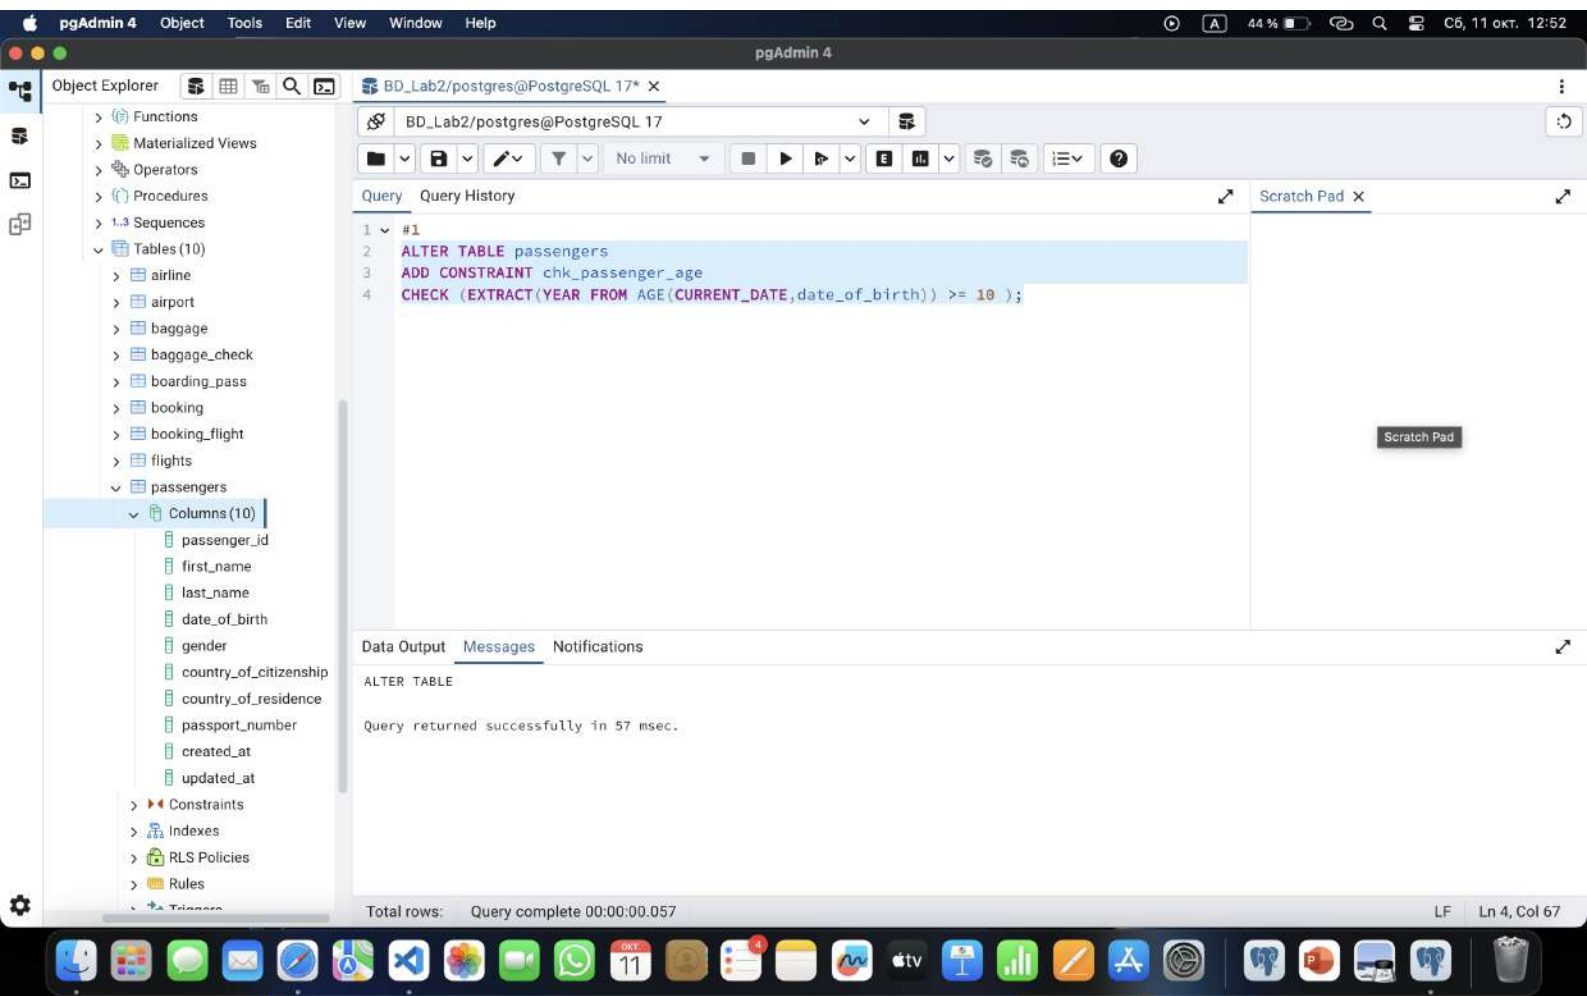 pgAdmin 4 Object Tools Edit View Window Help A 44 % Сб, 11 окт. 12:52
pgAdmin 4
Object Explorer
BD_Lab2/postgres@PostgreSQL 17*
Functions
Materialized Views
Operators
Procedures
1..3 Sequences
Tables (10)
airline
airport
baggage
baggage_check
boarding_pass
booking
booking_flight
flights
passengers
Columns (10)
passenger_id
first_name
last_name
date_of_birth
gender
country_of_citizenship
country_of_residence
passport_number
created_at
updated_at
Constraints
Indexes
RLS Policies
Rules
Triggers
BD_Lab2/postgres@PostgreSQL 17
No limit
E
Query Query History
Scratch Pad
1 #1
2 ALTER TABLE passengers
3 ADD CONSTRAINT chk_passenger_age
4 CHECK (EXTRACT(YEAR FROM AGE(CURRENT_DATE,date_of_birth)) >= 10 );
Scratch Pad
Data Output Messages Notifications
ALTER TABLE
Query returned successfully in 57 msec.
Total rows: Query complete 00:00:00.057 LF Ln 4, Col 67
ОКТ.
11
4
tv
P